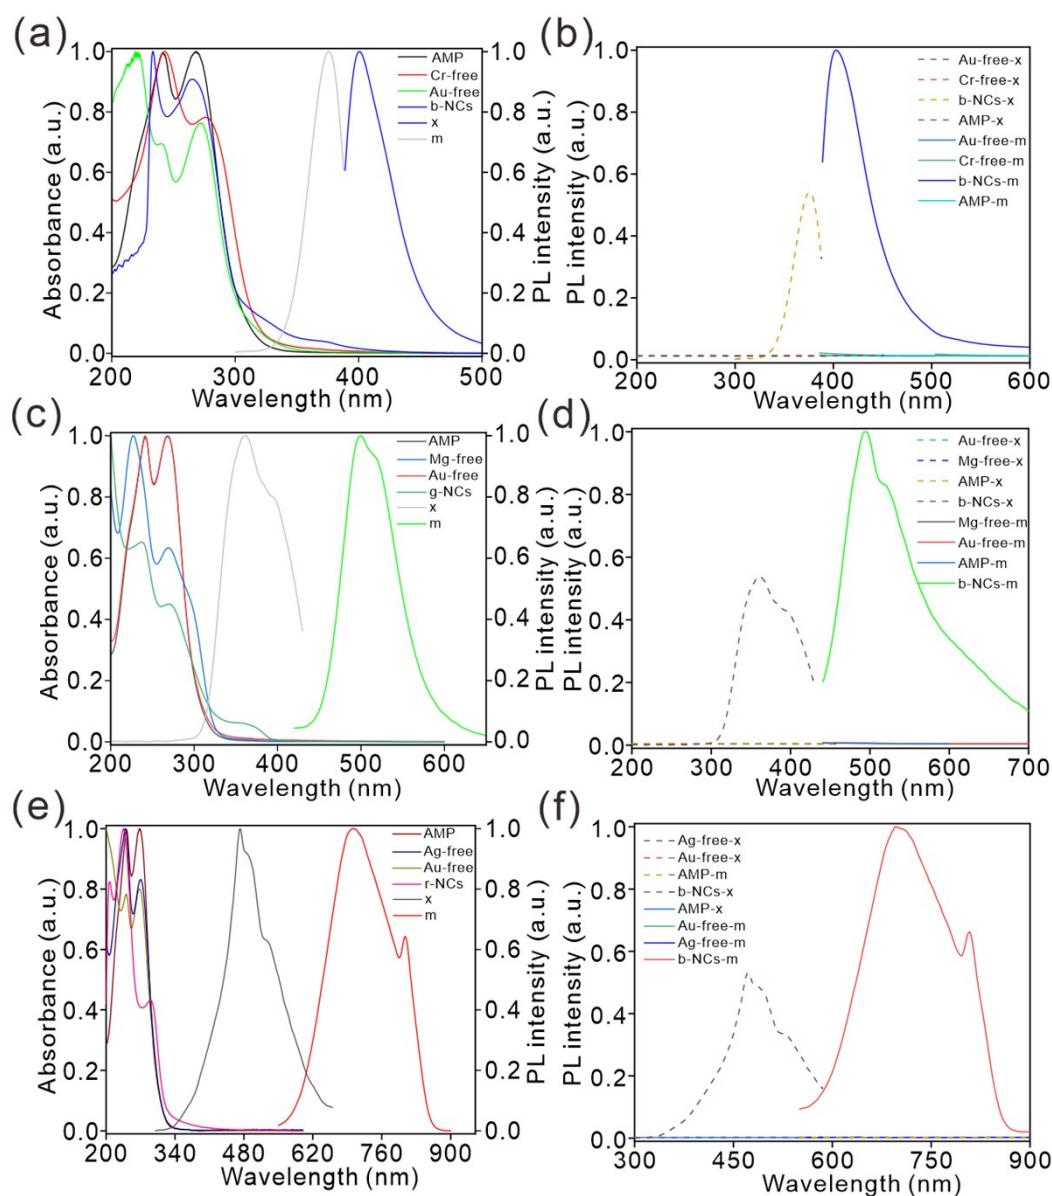 (a)
Absorbance (a.u.)
1.0
0.8
0.6
0.4
0.2
0.0
200
300
400
500
Wavelength (nm)
1.0
0.8
0.6
0.4
0.2
0.0
PL intensity (a.u.)
AMP
Cr-free
Au-free
b-NCs
x
m
(b)
PL intensity (a.u.)
1.0
0.8
0.6
0.4
0.2
0.0
200
300
400
500
600
Wavelength (nm)
Au-free-x
Cr-free-x
b-NCs-x
AMP-x
Au-free-m
Cr-free-m
b-NCs-m
AMP-m
(c)
Absorbance (a.u.)
1.0
0.8
0.6
0.4
0.2
0.0
200
300
400
500
600
Wavelength (nm)
1.0
0.8
0.6
0.4
0.2
0.0
PL intensity (a.u.)
AMP
Mg-free
Au-free
g-NCs
x
m
(d)
PL intensity (a.u.)
1.0
0.8
0.6
0.4
0.2
0.0
200
300
400
500
600
700
Wavelength (nm)
Au-free-x
Mg-free-x
AMP-x
b-NCs-x
Mg-free-m
Au-free-m
AMP-m
b-NCs-m
(e)
Absorbance (a.u.)
1.0
0.8
0.6
0.4
0.2
0.0
200
340
480
620
760
900
Wavelength (nm)
1.0
0.8
0.6
0.4
0.2
0.0
PL intensity (a.u.)
AMP
Ag-free
Au-free
r-NCs
x
m
(f)
PL intensity (a.u.)
1.0
0.8
0.6
0.4
0.2
0.0
300
450
600
750
900
Wavelength (nm)
Ag-free-x
Au-free-x
AMP-m
b-NCs-x
AMP-x
Au-free-m
Ag-free-m
b-NCs-m